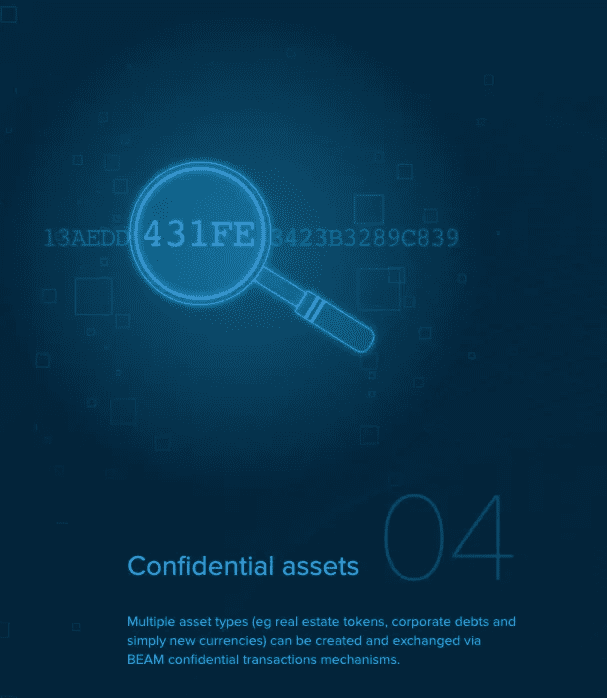 13AEDD 431FE 3423B3289C839
04
Confidential assets
Multiple asset types (eg real estate tokens, corporate debts and
simply new currencies) can be created and exchanged via
BEAM confidential transactions mechanisms.